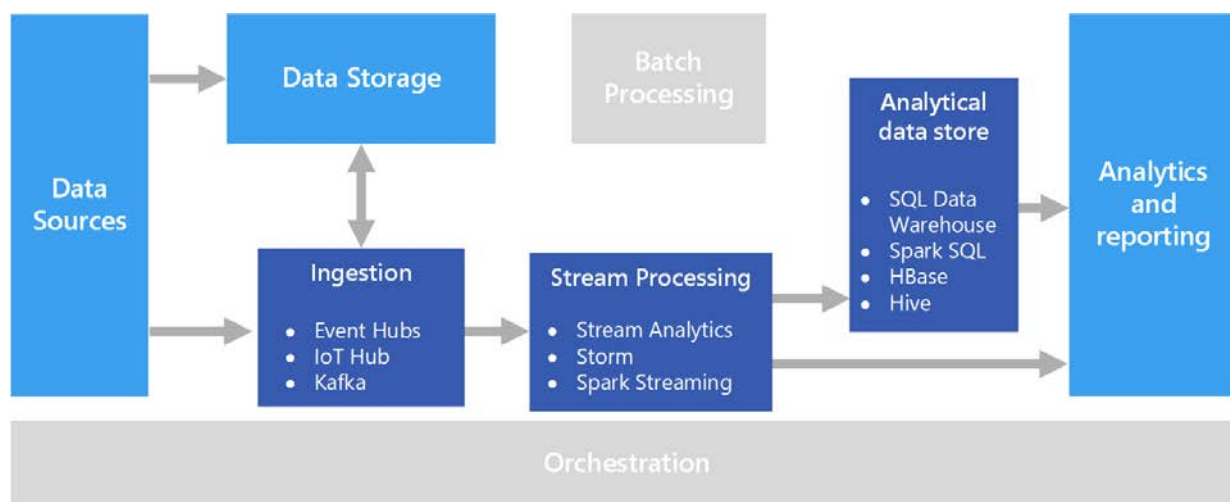 Data
Sources
Data Storage
Batch
Processing
Ingestion
• Event Hubs
• IoT Hub
• Kafka
Stream Processing
• Stream Analytics
• Storm
• Spark Streaming
Analytical
data store
• SQL Data
Warehouse
• Spark SQL
• HBase
• Hive
Analytics
and
reporting
Orchestration